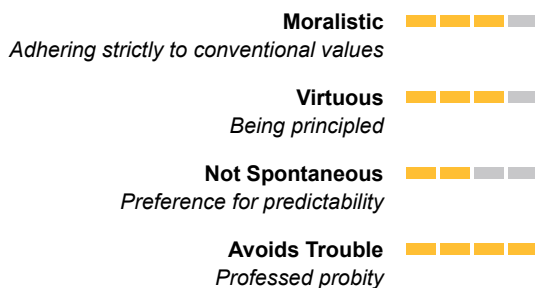 Moralistic
Adhering strictly to conventional values
Virtuous
Being principled
Not Spontaneous
Preference for predictability
Avoids Trouble
Professed probity